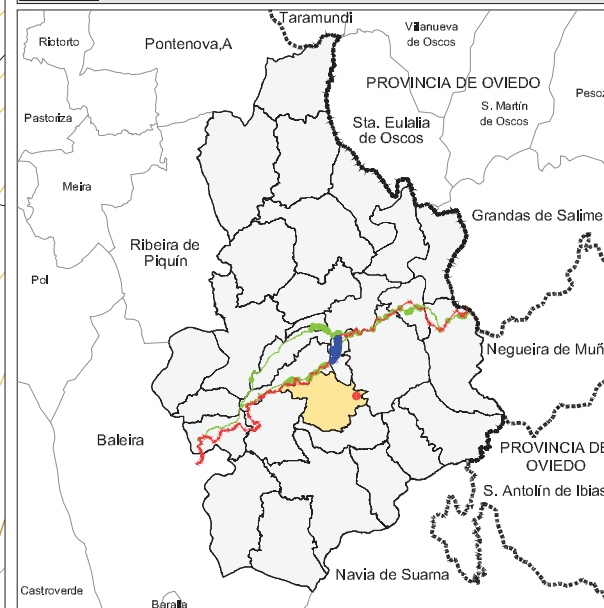 Taramundi
Riotorto
Pontenova,A
Villanueva
de Oscos
PROVINCIA DE OVIEDO
S. Martín
de Oscos
Pastoriza
Sta. Eulalia
de Oscos
Meira
Grandas de Salime
Ribeira de
Piquín
Pol
Negueira de Muñ
Baleira
PROVINCIA DE
OVIEDO
S. Antolín de Ibias
Navia de Suarna
Castroverde
Baralla